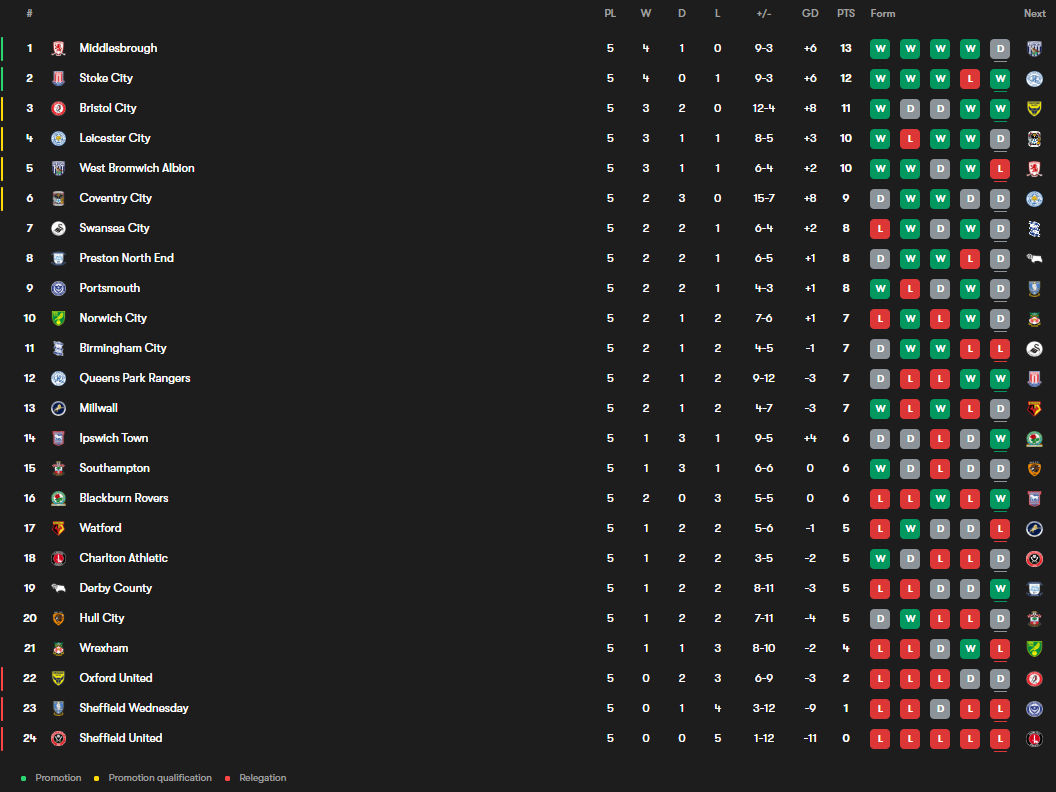 # PL W D L +/- GD PTS Form Next
1 Middlesbrough 5 4 1 0 9-3 +6 13 W W W W D
2 Stoke City 5 4 0 1 9-3 +6 12 W W W L W
3 Bristol City 5 3 2 0 12-4 +8 11 W D D W W
4 Leicester City 5 3 1 1 8-5 +3 10 W L W W D
5 West Bromwich Albion 5 3 1 1 6-4 +2 10 W W D W L
6 Coventry City 5 2 3 0 15-7 +8 9 D W W D D
7 Swansea City 5 2 2 1 6-4 +2 8 L W D W D
8 Preston North End 5 2 2 1 6-5 +1 8 D W W L D
9 Portsmouth 5 2 2 1 4-3 +1 8 W L D W D
10 Norwich City 5 2 1 2 7-6 +1 7 L W L W D
11 Birmingham City 5 2 1 2 4-5 -1 7 D W W L L
12 Queens Park Rangers 5 2 1 2 9-12 -3 7 D L L W W
13 Millwall 5 2 1 2 4-7 -3 7 W L W L D
14 Ipswich Town 5 1 3 1 9-5 +4 6 D D L D W
15 Southampton 5 1 3 1 6-6 0 6 W D L D D
16 Blackburn Rovers 5 2 0 3 5-5 0 6 L L W L W
17 Watford 5 1 2 2 5-6 -1 5 L W D D L
18 Charlton Athletic 5 1 2 2 3-5 -2 5 W D L L D
19 Derby County 5 1 2 2 8-11 -3 5 L L D D W
20 Hull City 5 1 2 2 7-11 -4 5 D W L L D
21 Wrexham 5 1 1 3 8-10 -2 4 L L D W L
22 Oxford United 5 0 2 3 6-9 -3 2 L L L D D
23 Sheffield Wednesday 5 0 1 4 3-12 -9 1 L L D L L
24 Sheffield United 5 0 0 5 1-12 -11 0 L L L L L
Promotion Promotion qualification Relegation